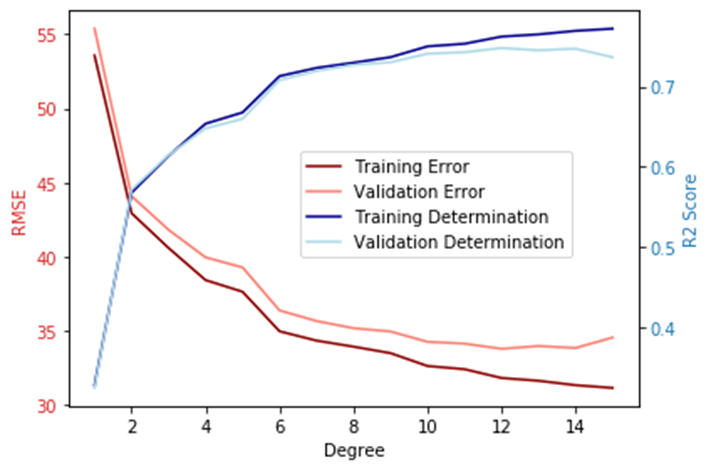 55
50
45
40
35
30
RMSE
0.7
0.6
0.5
0.4
R2 Score
Training Error
Validation Error
Training Determination
Validation Determination
2 4 6 8 10 12 14
Degree